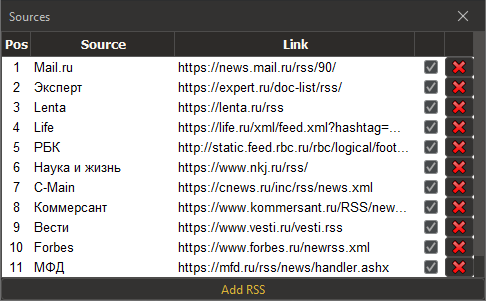 Sources
Pos Source Link
1 Mail.ru https://news.mail.ru/rss/90/
2 Эксперт https://expert.ru/doc-list/rss/
3 Lenta https://lenta.ru/rss
4 Life https://life.ru/xml/feed.xml?hashtag=...
5 РБК http://static.feed.rbc.ru/rbc/logical/foot...
6 Наука и жизнь https://www.nkj.ru/rss/
7 C-Main https://cnews.ru/inc/rss/news.xml
8 Коммерсант https://www.kommersant.ru/RSS/new...
9 Вести https://www.vesti.ru/vesti.rss
10 Forbes https://www.forbes.ru/newrss.xml
11 МФД https://mfd.ru/rss/news/handler.ashx
Add RSS